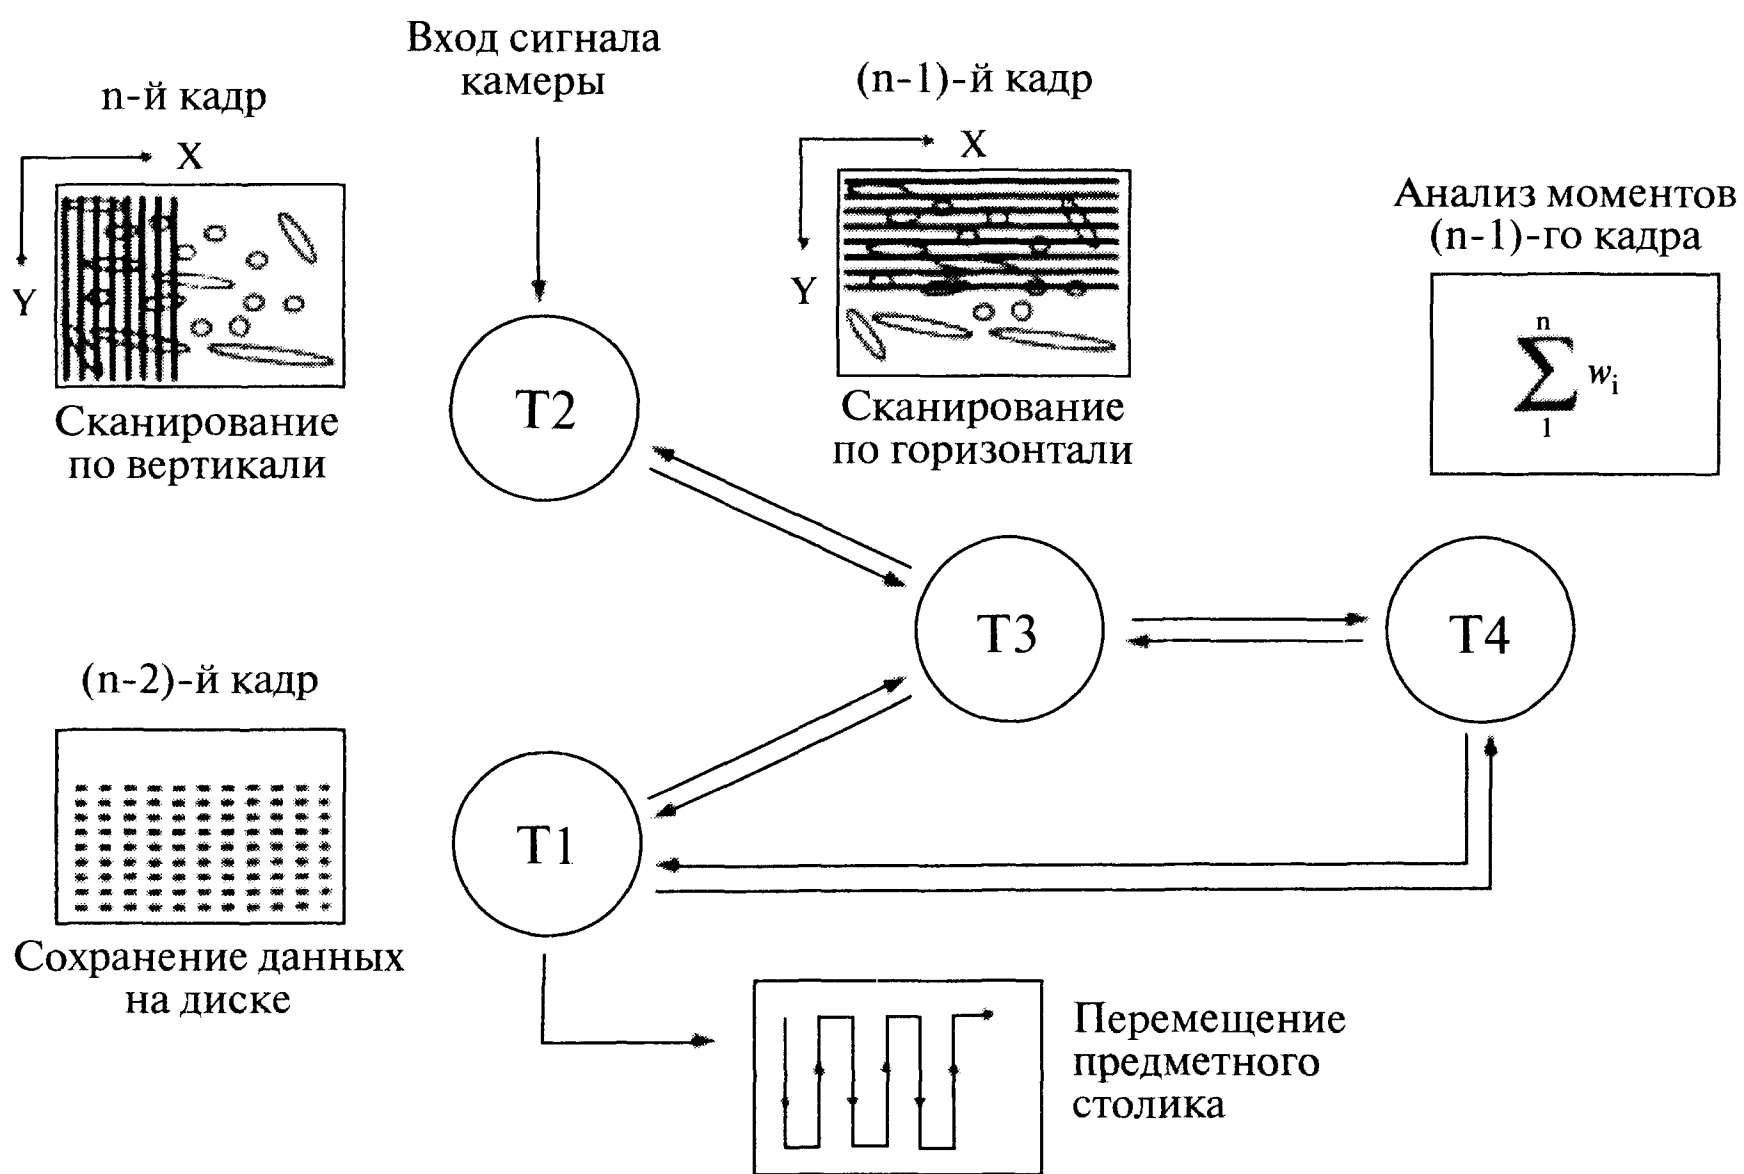 Вход сигнала
камеры
n-й кадр
X
Y
Сканирование
по вертикали
(n-1)-й кадр
X
Y
Сканирование
по горизонтали
Анализ моментов
(n-1)-го кадра
n
∑ wi
1
T2
T3
T4
(n-2)-й кадр
T1
Сохранение данных
на диске
Перемещение
предметного
столика